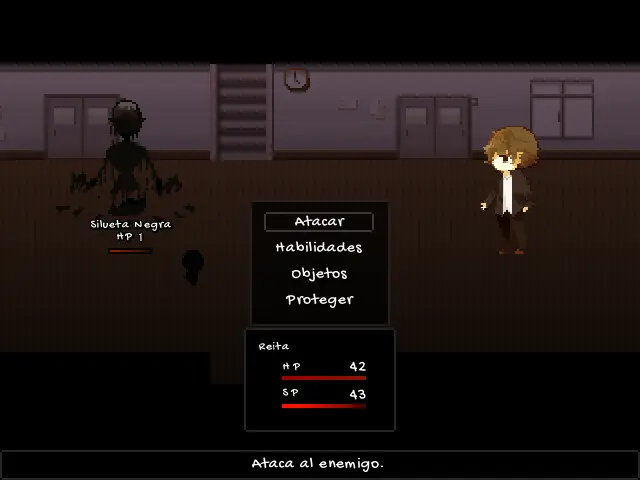 Silueta Negra
HP 1
Atacar
Habilidades
Objetos
Proteger
Reita
HP 42
SP 43
Ataca al enemigo.